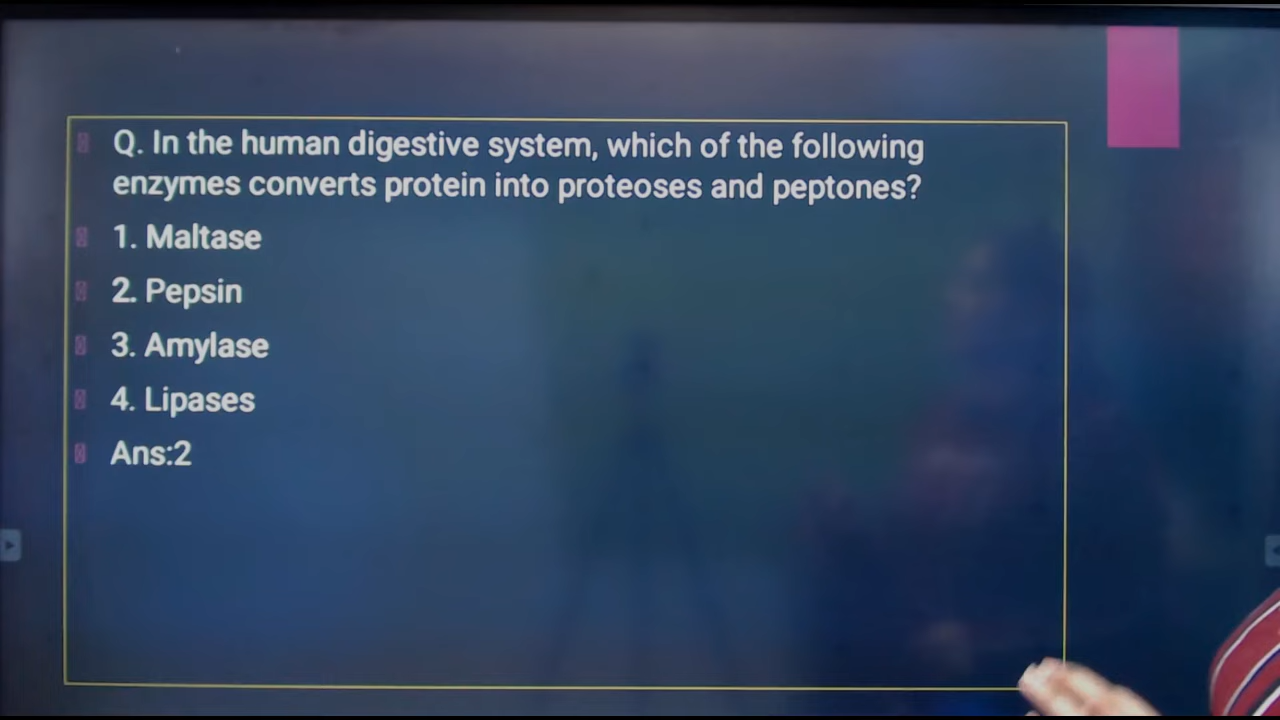 Q. In the human digestive system, which of the following
enzymes converts protein into proteoses and peptones?
1. Maltase
2. Pepsin
3. Amylase
4. Lipases
Ans:2